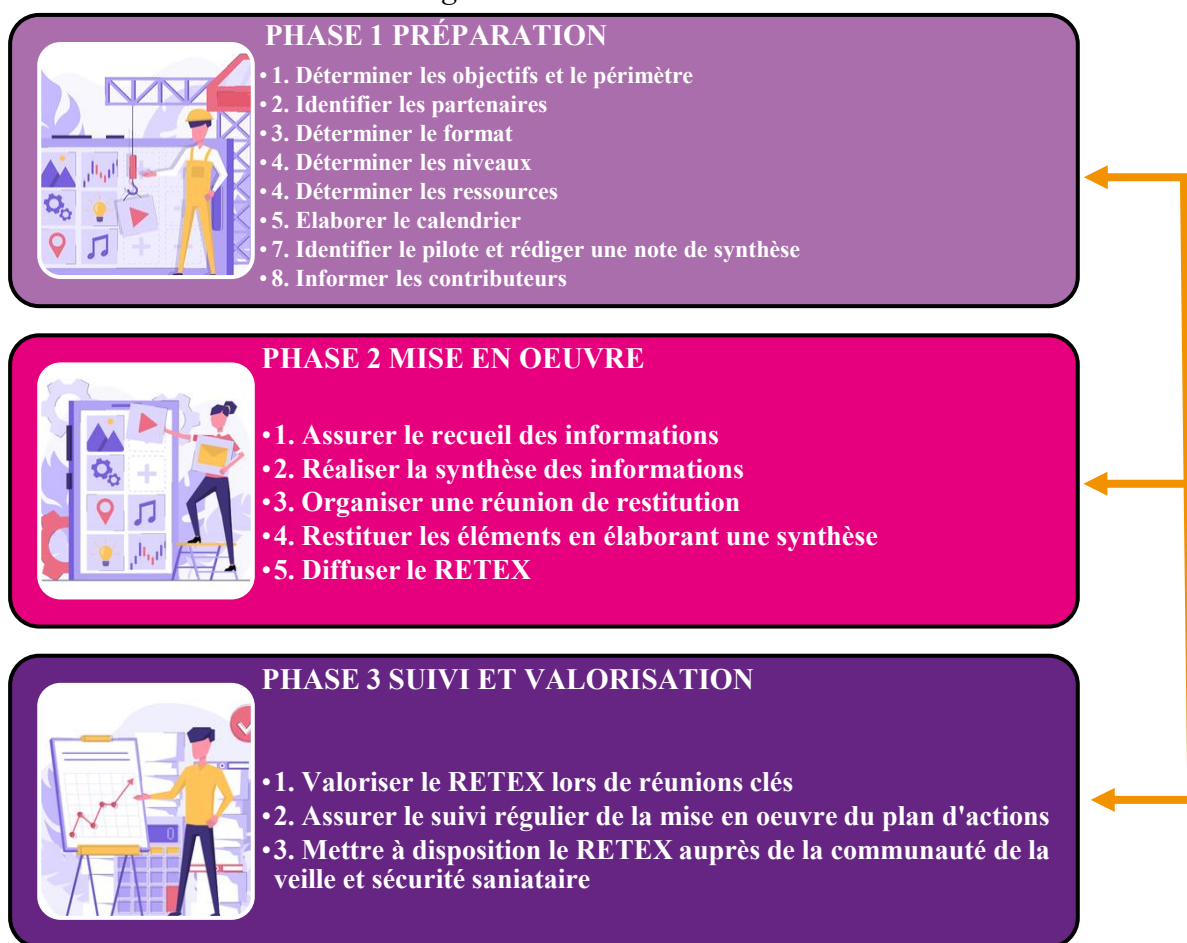 PHASE 1 PRÉPARATION
• 1. Déterminer les objectifs et le périmètre
• 2. Identifier les partenaires
• 3. Déterminer le format
• 4. Déterminer les niveaux
• 4. Déterminer les ressources
• 5. Elaborer le calendrier
• 7. Identifier le pilote et rédiger une note de synthèse
• 8. Informer les contributeurs
PHASE 2 MISE EN OEUVRE
• 1. Assurer le recueil des informations
• 2. Réaliser la synthèse des informations
• 3. Organiser une réunion de restitution
• 4. Restituer les éléments en élaborant une synthèse
• 5. Diffuser le RETEX
PHASE 3 SUIVI ET VALORISATION
• 1. Valoriser le RETEX lors de réunions clés
• 2. Assurer le suivi régulier de la mise en oeuvre du plan d'actions
• 3. Mettre à disposition le RETEX auprès de la communauté de la
veille et sécurité saniataire